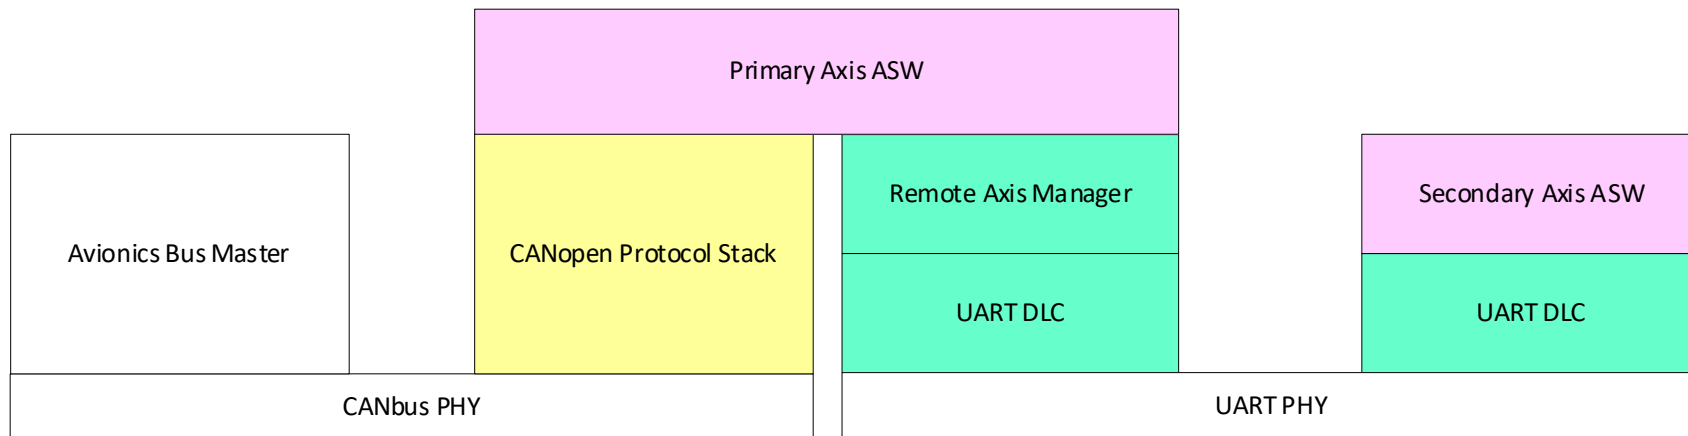 Primary Axis ASW
Avionics Bus Master
CANopen Protocol Stack
Remote Axis Manager
Secondary Axis ASW
UART DLC
UART DLC
CANbus PHY
UART PHY